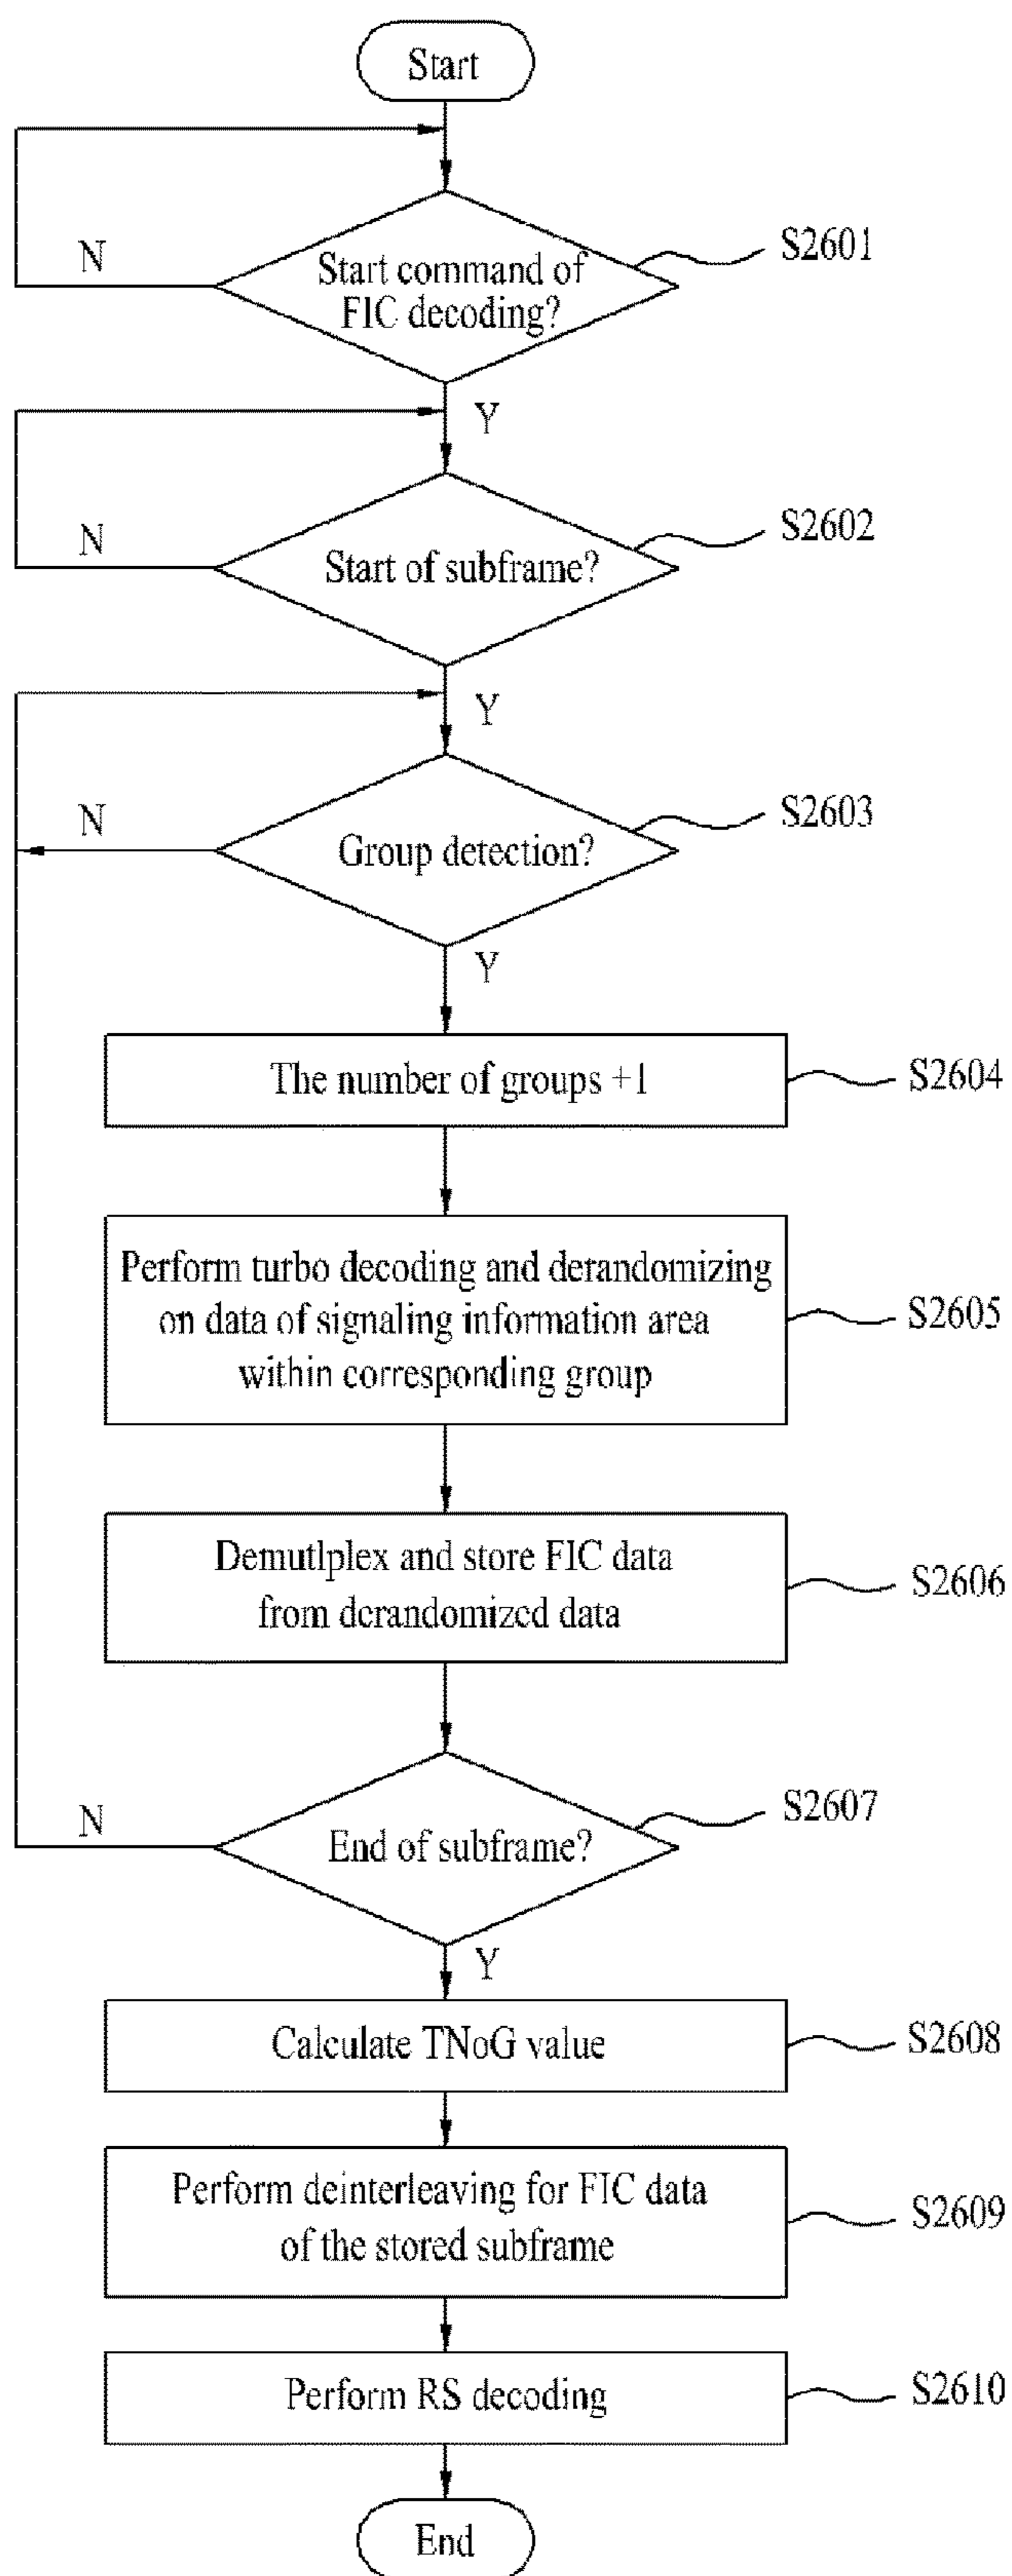 Start
N
Start command of
FIC decoding?
S2601
Y
N
Start of subframe?
S2602
Y
N
Group detection?
S2603
Y
The number of groups +1
S2604
Perform turbo decoding and derandomizing
on data of signaling information area
within corresponding group
S2605
Demutlplex and store FIC data
from derandomized data
S2606
N
End of subframe?
S2607
Y
Calculate TNoG value
S2608
Perform deinterleaving for FIC data
of the stored subframe
S2609
Perform RS decoding
S2610
End